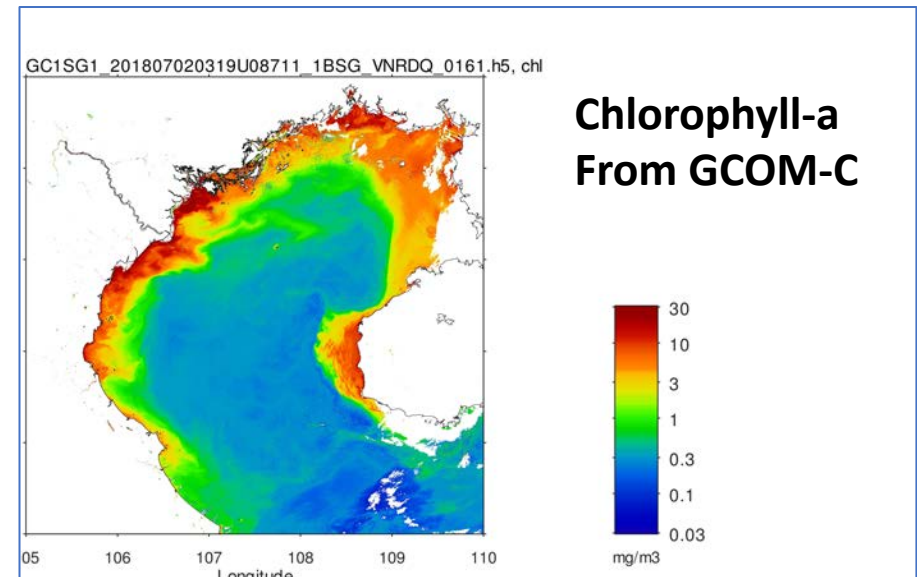 GC1SG1_201807020319U08711_1BSG_VNRDQ_0161.h5, chl
Chlorophyll-a
From GCOM-C
30
10
3
1
0.3
0.1
0.03
mg/m3
05 106 107 108 109 110
Longitude